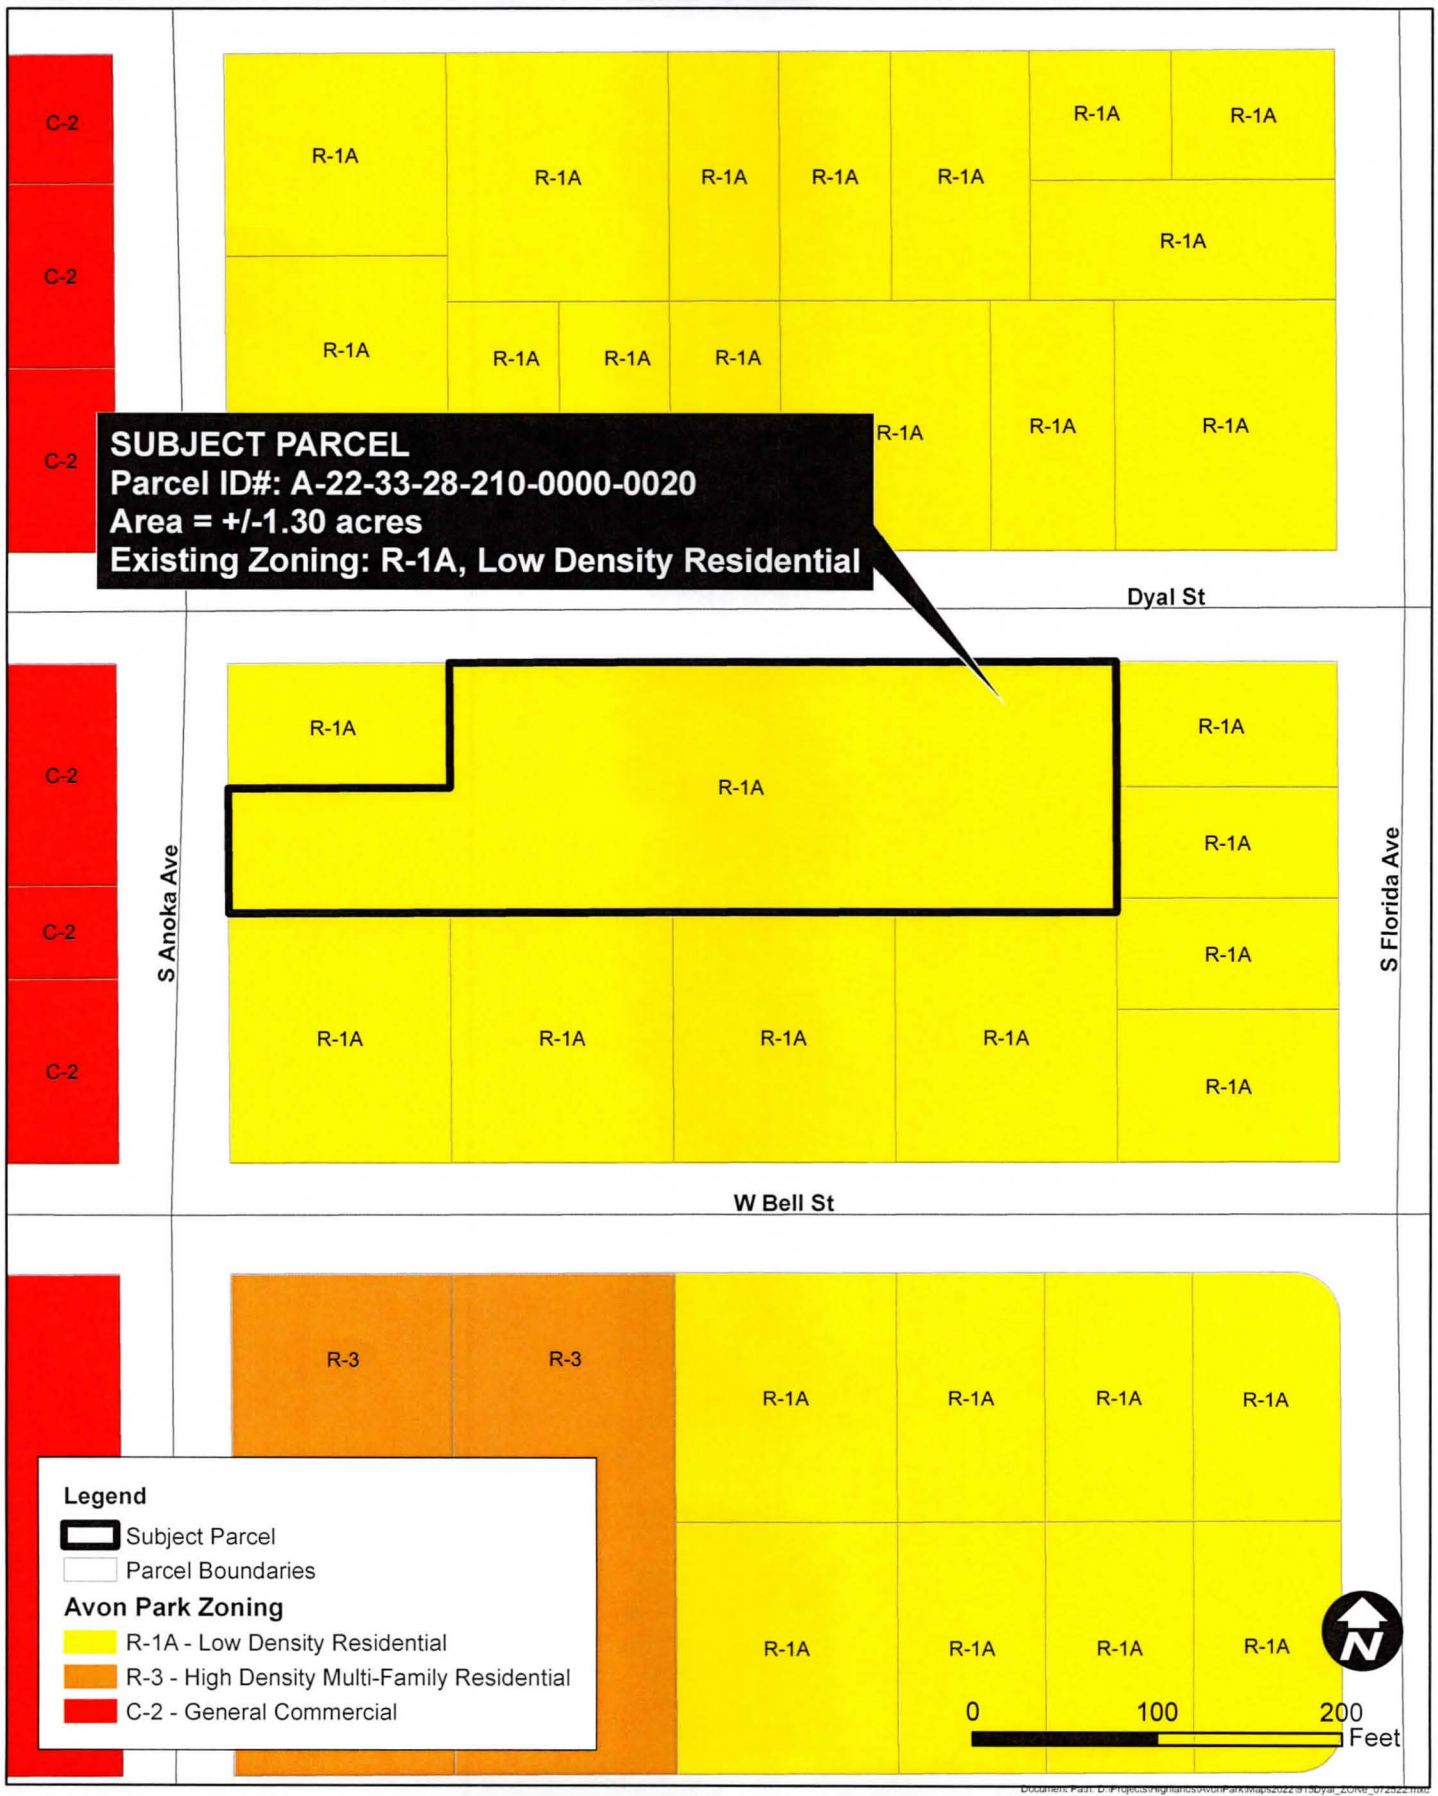 C-2
R-1A
R-1A
R-1A
R-1A
R-1A
R-1A
R-1A
C-2
R-1A
R-1A
R-1A
R-1A
R-1A
C-2
R-1A
R-1A
R-1A
SUBJECT PARCEL
Parcel ID#: A-22-33-28-210-0000-0020
Area = +/-1.30 acres
Existing Zoning: R-1A, Low Density Residential
Dyal St
R-1A
R-1A
C-2
R-1A
R-1A
S Anoka Ave
S Florida Ave
C-2
R-1A
C-2
R-1A
R-1A
R-1A
R-1A
R-1A
W Bell St
R-3
R-3
R-1A
R-1A
R-1A
R-1A
Legend
Subject Parcel
Parcel Boundaries
Avon Park Zoning
R-1A - Low Density Residential
R-3 - High Density Multi-Family Residential
C-2 - General Commercial
R-1A
R-1A
R-1A
R-1A
N
0 100 200
Feet